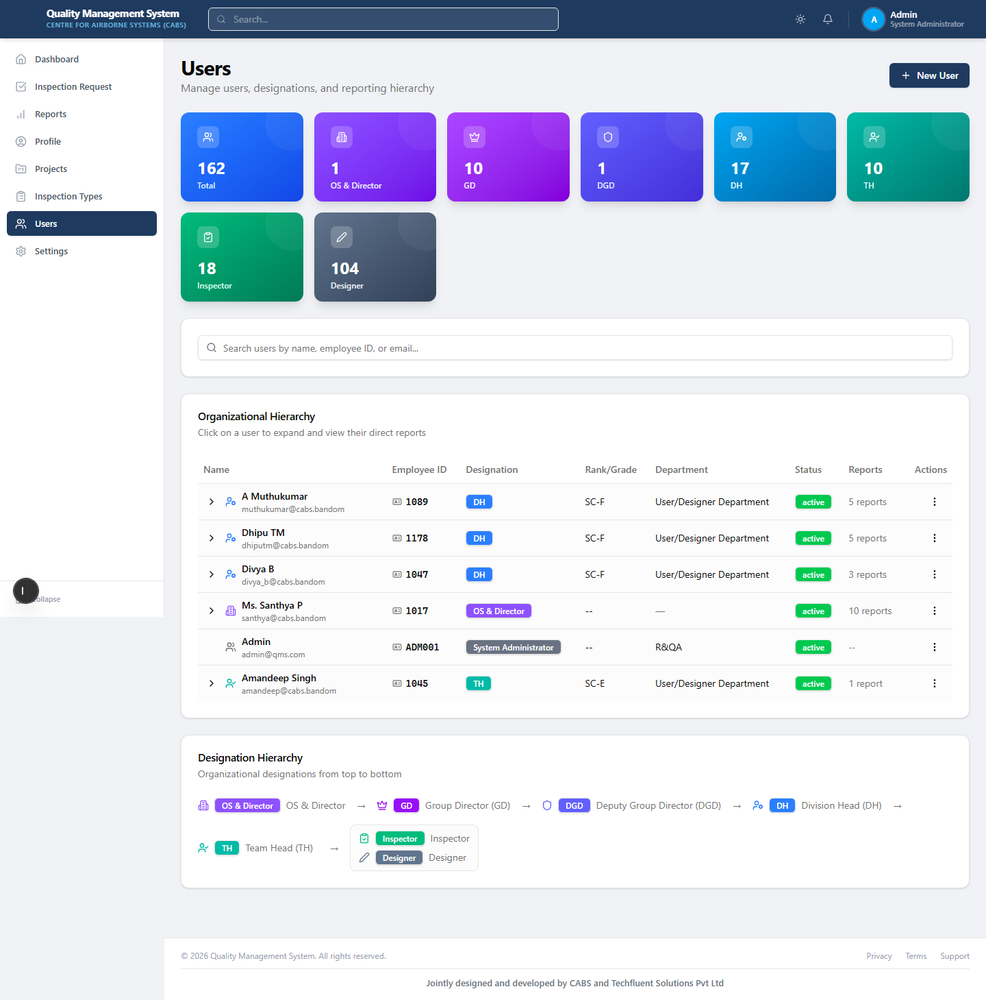 Quality Management System
CENTRE FOR AIRBORNE SYSTEMS (CABS)
Search...
A
Admin
System Administrator
Dashboard
Inspection Request
Reports
Profile
Projects
Inspection Types
Users
Settings
ollapse
Users
Manage users, designations, and reporting hierarchy
New User
162
Total
1
OS & Director
10
GD
1
DGD
17
DH
10
TH
18
Inspector
104
Designer
Search users by name, employee ID, or email...
Organizational Hierarchy
Click on a user to expand and view their direct reports
Name Employee ID Designation Rank/Grade Department Status Reports Actions
A Muthukumar
muthukumar@cabs.bandom
1089 DH SC-F User/Designer Department active 5 reports
Dhipu TM
dhiputm@cabs.bandom
1178 DH SC-F User/Designer Department active 5 reports
Divya B
divya_b@cabs.bandom
1047 DH SC-F User/Designer Department active 3 reports
Ms. Santhya P
santhya@cabs.bandom
1017 OS & Director -- — active 10 reports
Admin
admin@qms.com
ADM001 System Administrator -- R&QA active --
Amandeep Singh
amandeep@cabs.bandom
1045 TH SC-E User/Designer Department active 1 report
Designation Hierarchy
Organizational designations from top to bottom
OS & Director OS & Director → GD Group Director (GD) → DGD Deputy Group Director (DGD) → DH Division Head (DH) →
TH Team Head (TH) →
Inspector Inspector
Designer Designer
© 2026 Quality Management System. All rights reserved.
Privacy Terms Support
Jointly designed and developed by CABS and Techfluent Solutions Pvt Ltd